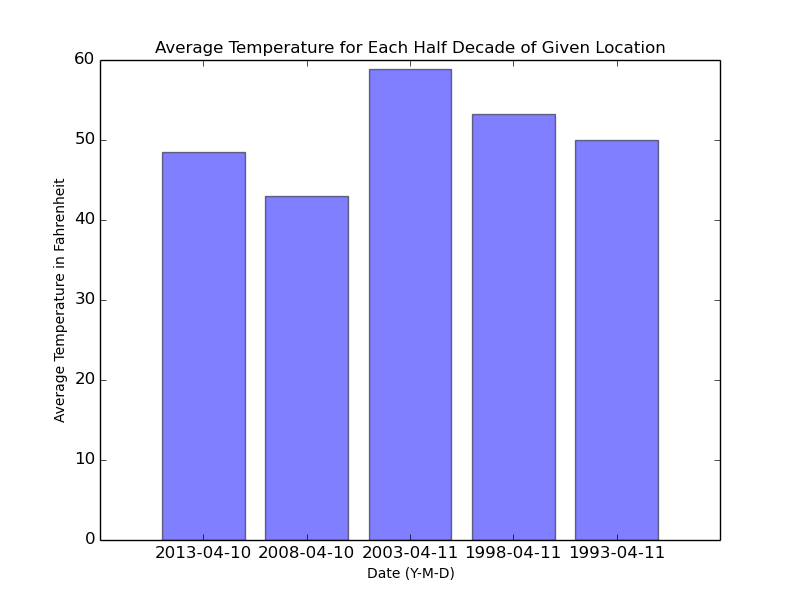 Average Temperature for Each Half Decade of Given Location
60
50
40
30
20
10
0
Average Temperature in Fahrenheit
2013-04-10 2008-04-10 2003-04-11 1998-04-11 1993-04-11
Date (Y-M-D)